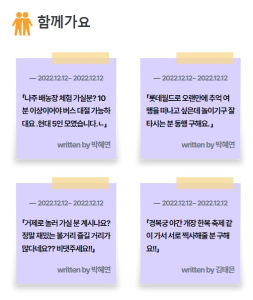 함께가요
— 2022.12.12~ 2022.12.12
「나주 배농장 체험 가실분? 10
분 이상이어야 버스 대절 가능하
대요 .현대 5인 모였습니다.ㄴ」
written by 박혜연
— 2022.12.12~ 2022.12.12
「롯데월드로 오랜만에 추억 여
행을 떠나고 싶은데 놀이기구 잘
타시는 분 동행 구해요. 」
written by 박혜연
— 2022.12.12~ 2022.12.12
「거제로 놀러 가실 분 계시나요?
정말 재밌는 볼거리 즐길 거리가
많다네요?? 비댓주세요!!」
written by 박혜연
— 2022.12.12~ 2022.12.12
「경복궁 야간 개장 한복 축제 같
이 가서 서로 찍사해줄 분 구해
요!!」
written by 김태은